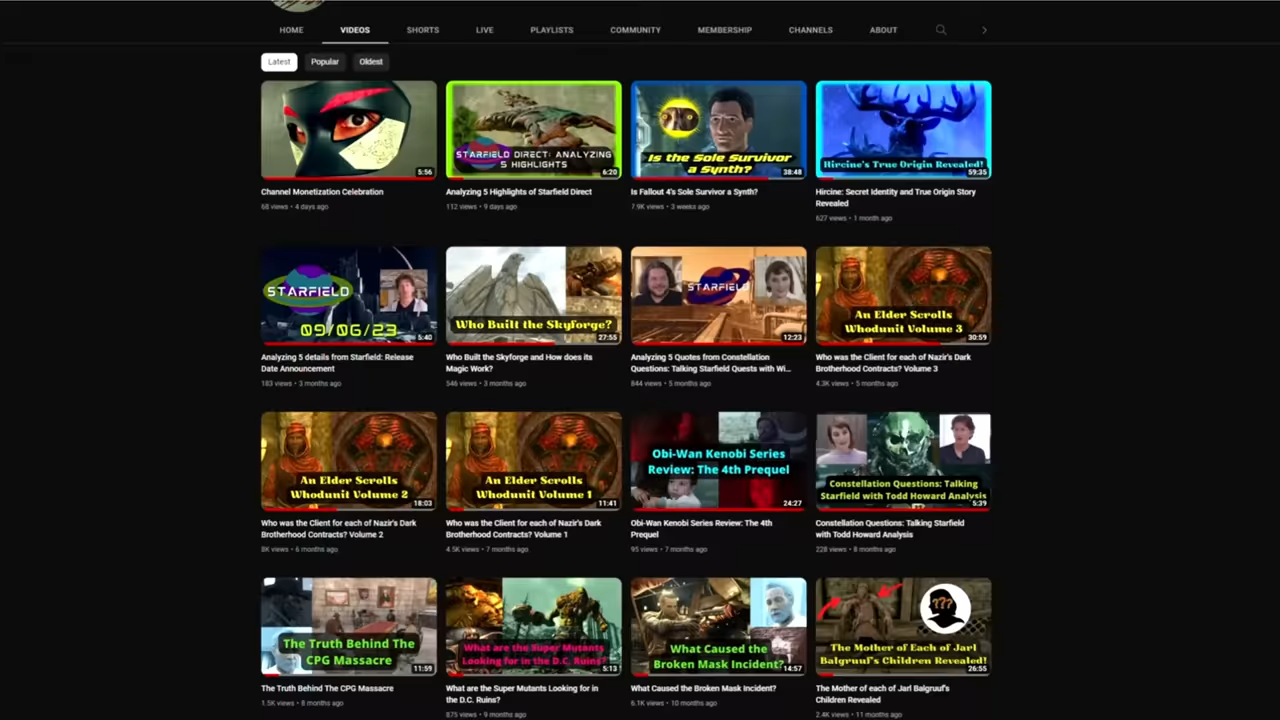 HOME VIDEOS SHORTS LIVE PLAYLISTS COMMUNITY MEMBERSHIP CHANNELS ABOUT
Latest Popular Oldest
5:56
Channel Monetization Celebration
68 views • 4 days ago
STARFIELD DIRECT: ANALYZING
5 HIGHLIGHTS
6:20
Analyzing 5 Highlights of Starfield Direct
112 views • 9 days ago
Is the Sole Survivor
a Synth?
38:48
Is Fallout 4's Sole Survivor a Synth?
7.9K views • 3 weeks ago
Hircine's True Origin Revealed!
59:35
Hircine: Secret Identity and True Origin Story
Revealed
627 views • 1 month ago
STARFIELD
09/06/23
5:40
Analyzing 5 details from Starfield: Release
Date Announcement
183 views • 3 months ago
Who Built the Skyforge?
27:55
Who Built the Skyforge and How does its
Magic Work?
546 views • 3 months ago
STARFIELD
12:23
Analyzing 5 Quotes from Constellation
Questions: Talking Starfield Quests with Wi...
844 views • 5 months ago
An Elder Scrolls
Whodunit Volume 3
30:59
Who was the Client for each of Nazir's Dark
Brotherhood Contracts? Volume 3
4.3K views • 5 months ago
An Elder Scrolls
Whodunit Volume 2
18:03
Who was the Client for each of Nazir's Dark
Brotherhood Contracts? Volume 2
8K views • 6 months ago
An Elder Scrolls
Whodunit Volume 1
11:41
Who was the Client for each of Nazir's Dark
Brotherhood Contracts? Volume 1
4.5K views • 7 months ago
Obi-Wan Kenobi Series
Review: The 4th Prequel
24:27
Obi-Wan Kenobi Series Review: The 4th
Prequel
95 views • 7 months ago
Constellation Questions: Talking
Starfield with Todd Howard Analysis
5:39
Constellation Questions: Talking Starfield
with Todd Howard Analysis
228 views • 8 months ago
The Truth Behind The
CPG Massacre
11:59
The Truth Behind The CPG Massacre
1.5K views • 8 months ago
What are the Super Mutants
Looking for in the D.C. Ruins?
5:13
What are the Super Mutants Looking for in
the D.C. Ruins?
875 views • 9 months ago
What Caused the
Broken Mask Incident?
14:57
What Caused the Broken Mask Incident?
6.1K views • 10 months ago
???
The Mother of Each of Jarl
Balgruuf's Children Revealed!
26:55
The Mother of each of Jarl Balgruuf's
Children Revealed
2.4K views • 11 months ago